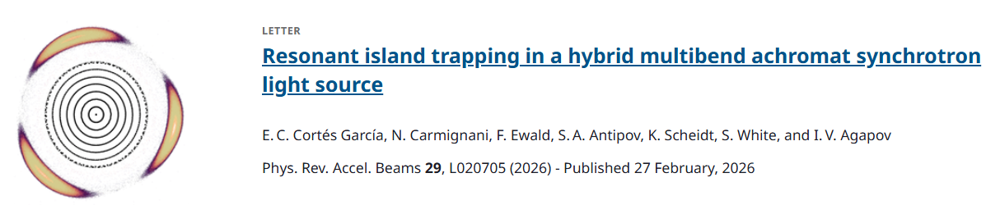 LETTER
Resonant island trapping in a hybrid multibend achromat synchrotron
light source
E. C. Cortés García, N. Carmignani, F. Ewald, S. A. Antipov, K. Scheidt, S. White, and I. V. Agapov
Phys. Rev. Accel. Beams 29, L020705 (2026) - Published 27 February, 2026